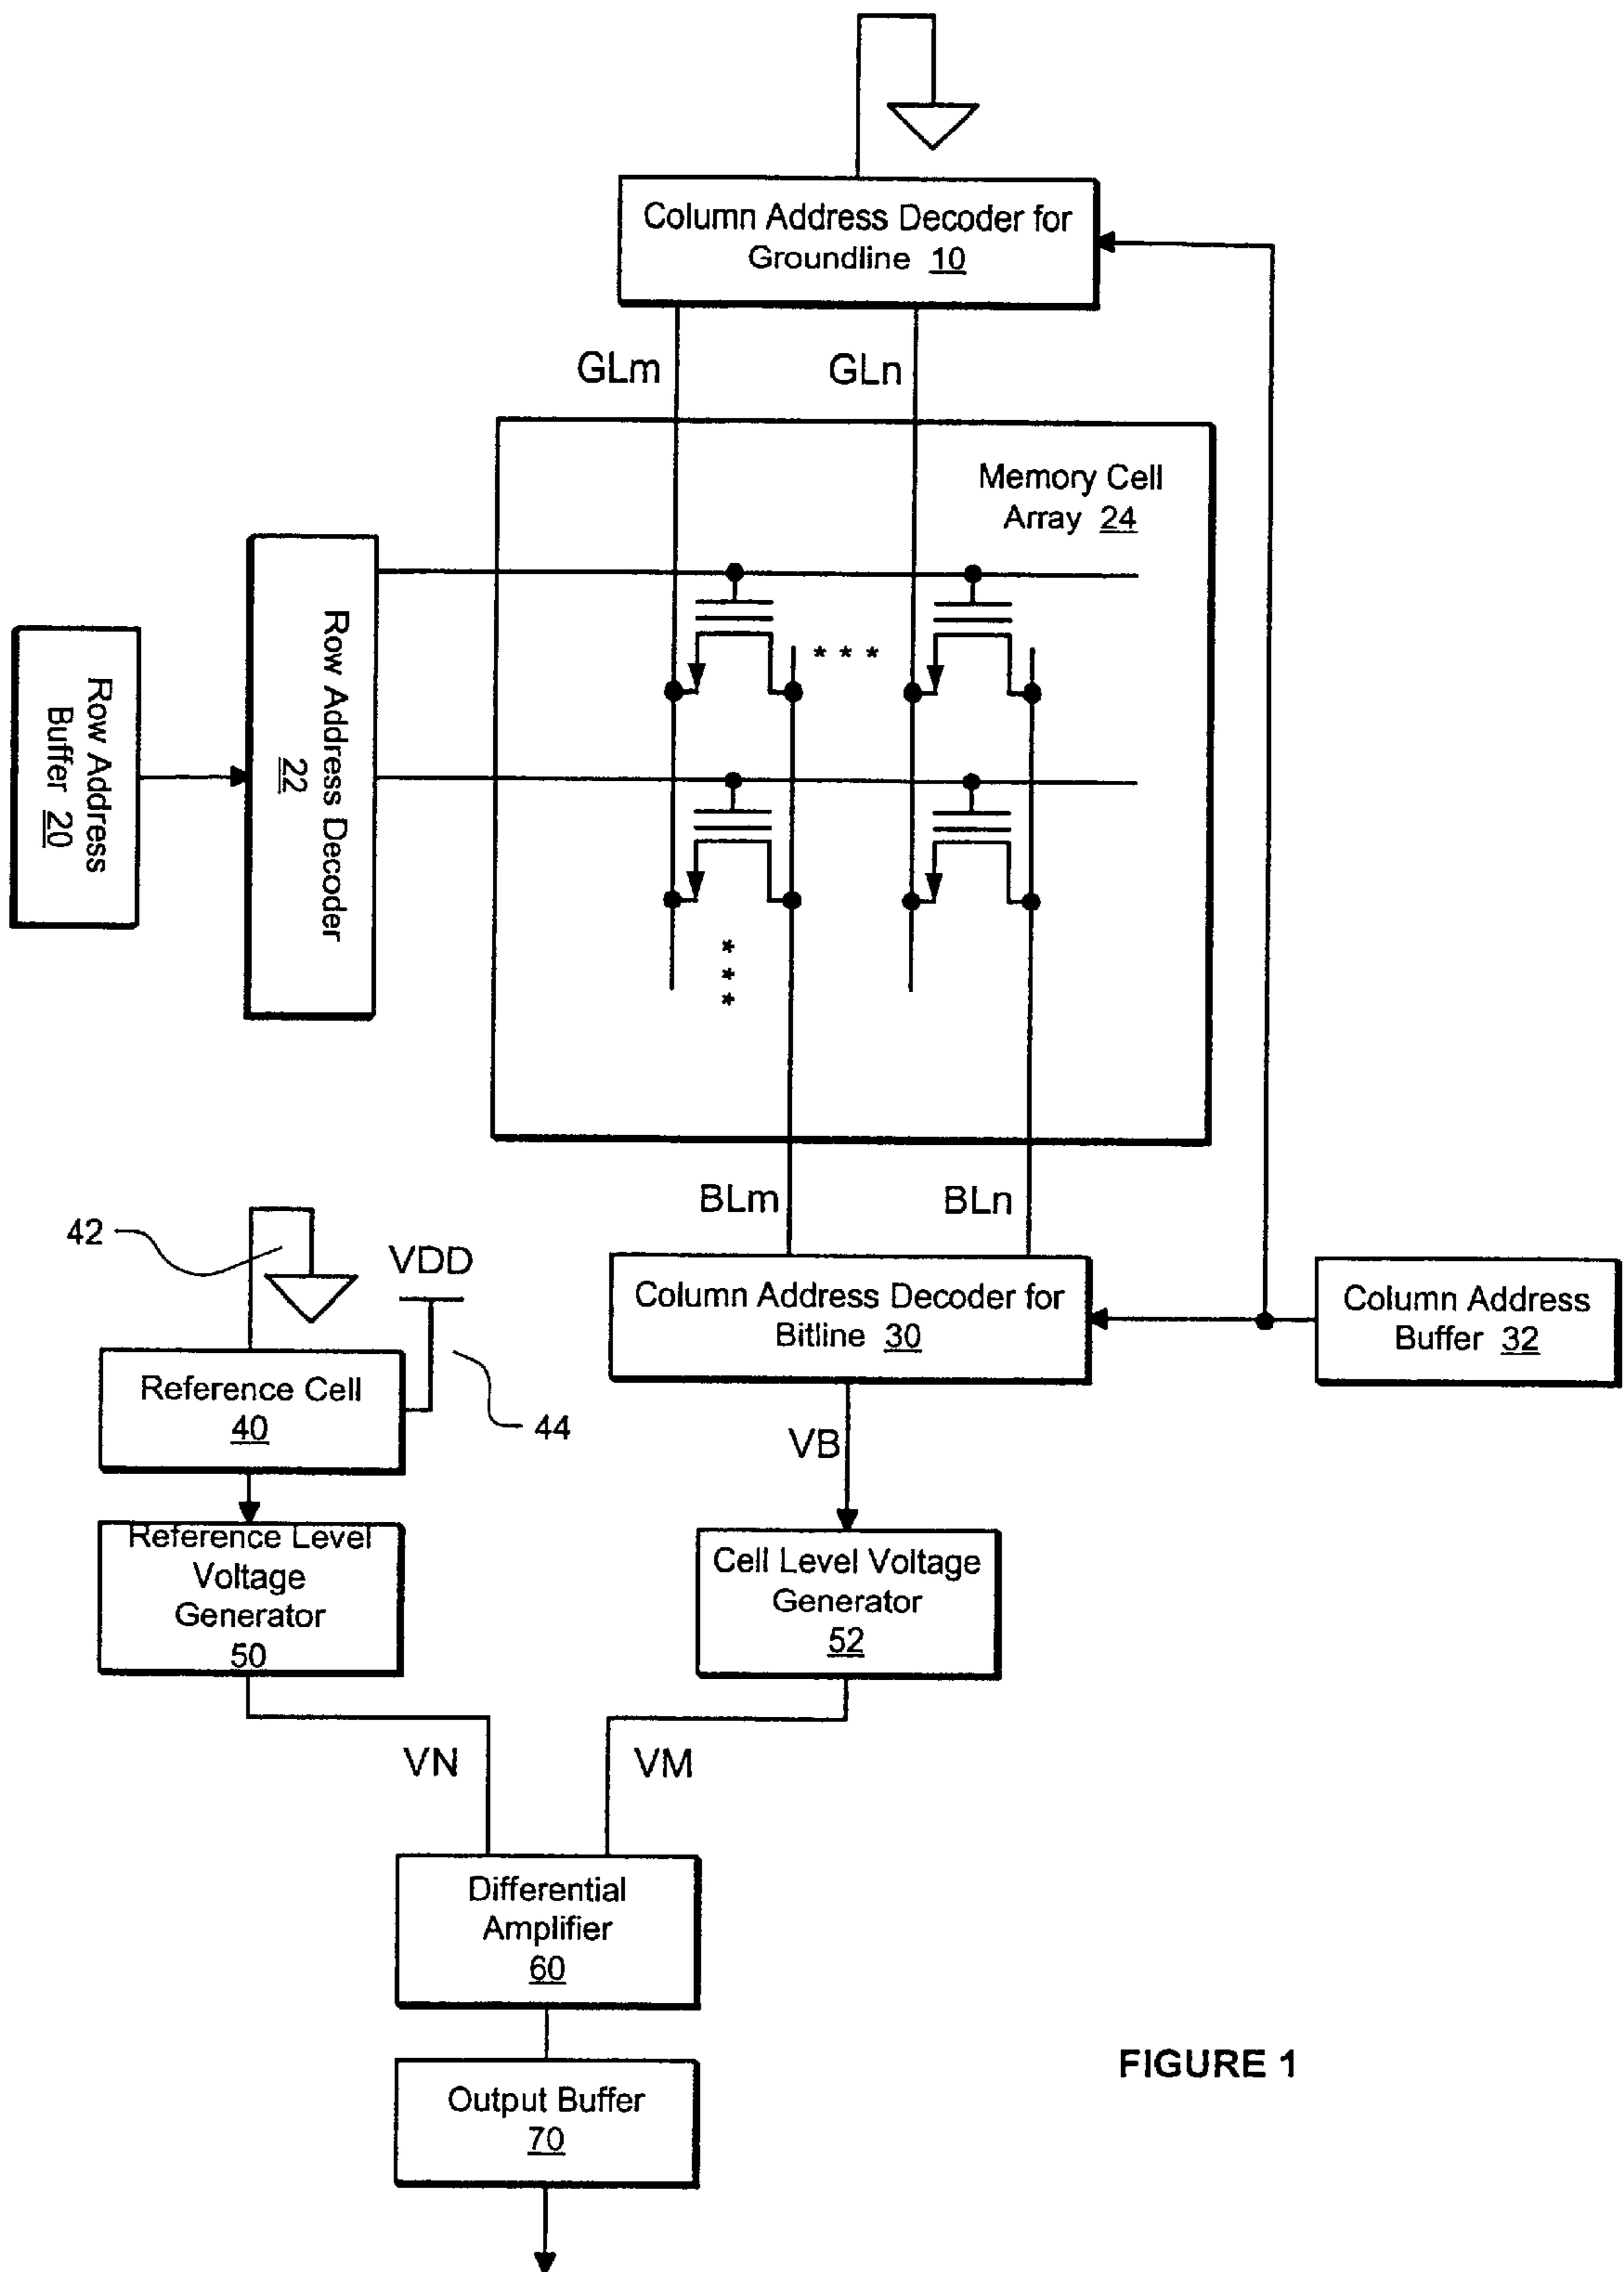 Column Address Decoder for
Groundline 10
GLm
GLn
Memory Cell
Array 24
* * *
Row Address Decoder
22
Row Address
Buffer 20
* * *
BLm
BLn
42
VDD
Column Address Decoder for
Bitline 30
Column Address
Buffer 32
Reference Cell
40
44
VB
Reference Level
Voltage
Generator
50
Cell Level Voltage
Generator
52
VN
VM
Differential
Amplifier
60
Output Buffer
70
FIGURE 1